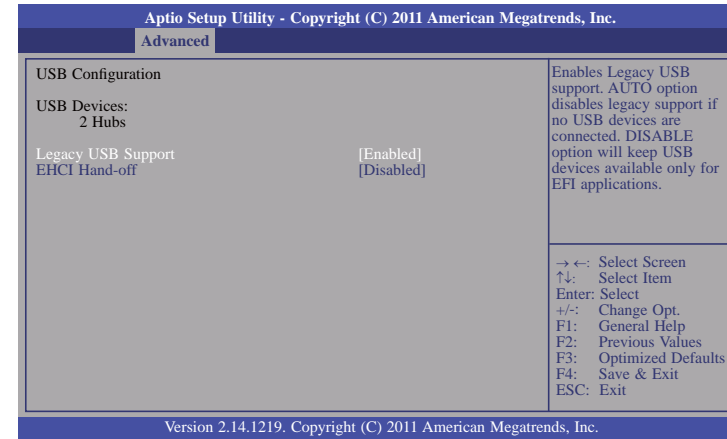 Aptio Setup Utility - Copyright (C) 2011 American Megatrends, Inc.
Advanced
USB Configuration
USB Devices:
2 Hubs
Legacy USB Support [Enabled]
EHCI Hand-off [Disabled]
Enables Legacy USB
support. AUTO option
disables legacy support if
no USB devices are
connected. DISABLE
option will keep USB
devices available only for
EFI applications.
→ ←: Select Screen
↑↓: Select Item
Enter: Select
+/-: Change Opt.
F1: General Help
F2: Previous Values
F3: Optimized Defaults
F4: Save & Exit
ESC: Exit
Version 2.14.1219. Copyright (C) 2011 American Megatrends, Inc.